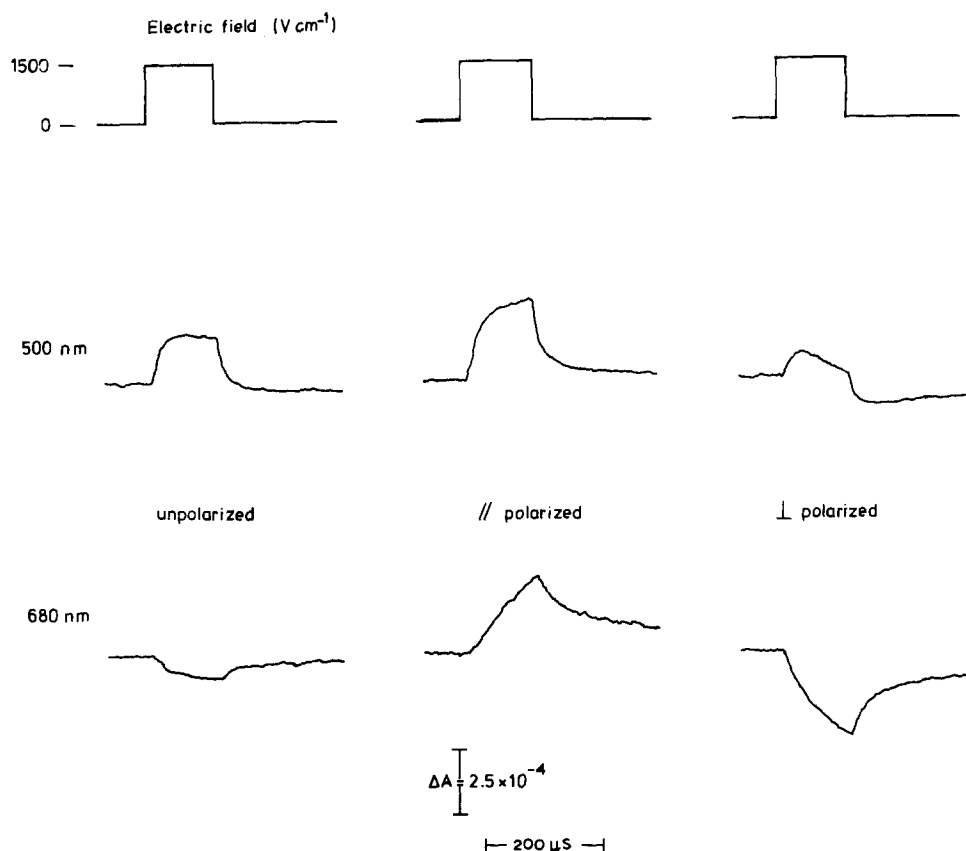 Electric field (V cm⁻¹)
1500 —
0 —
500 nm
unpolarized // polarized ⊥ polarized
680 nm
ΔA = 2.5 × 10⁻⁴
200 µs